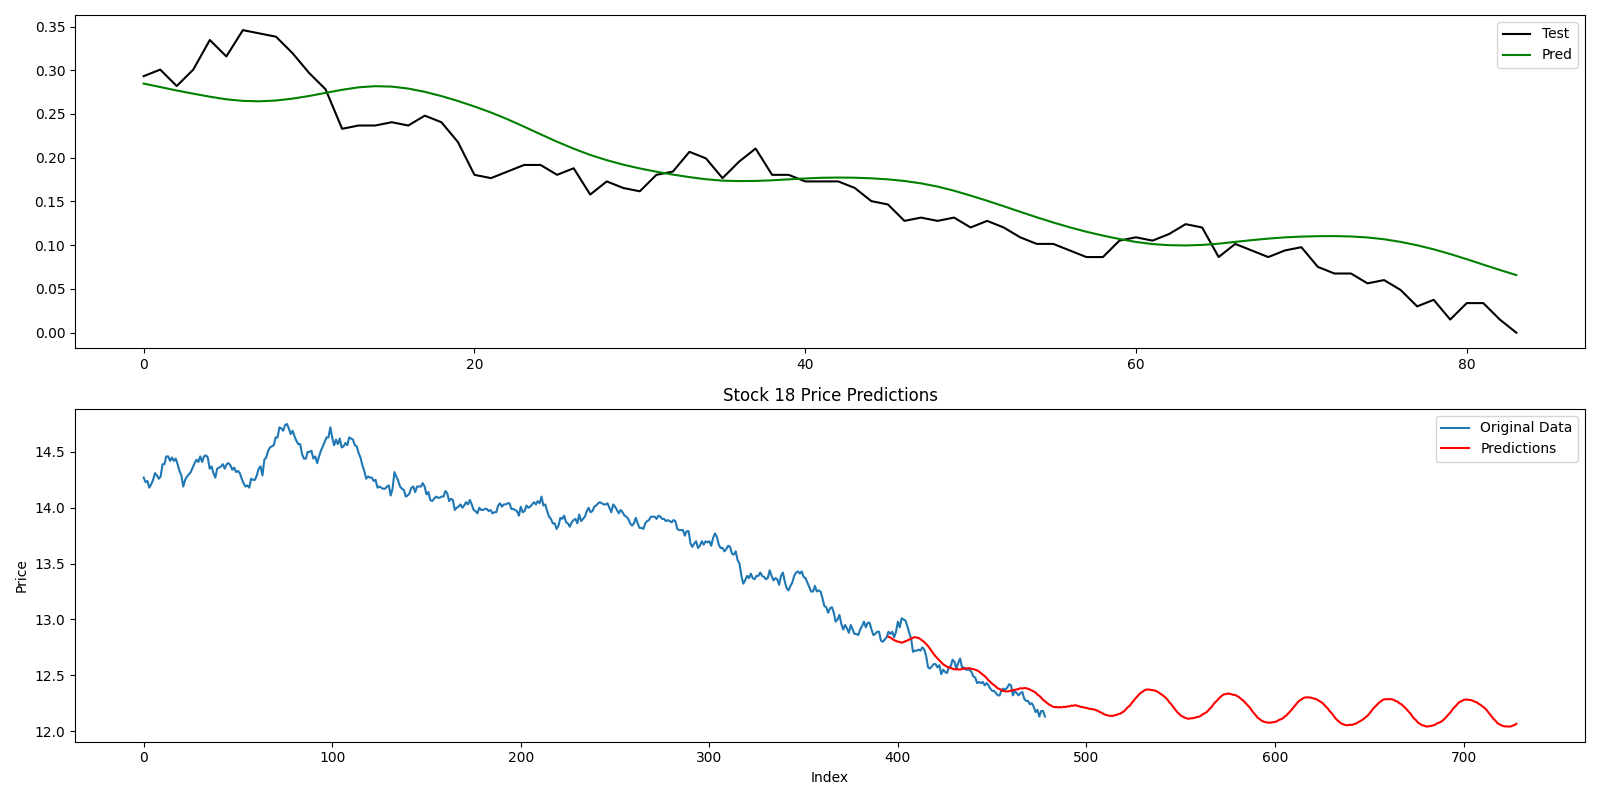 0.35
0.30
0.25
0.20
0.15
0.10
0.05
0.00
Test
Pred
0 20 40 60 80
Stock 18 Price Predictions
14.5
14.0
13.5
13.0
12.5
12.0
Price
Original Data
Predictions
0 100 200 300 400 500 600 700
Index